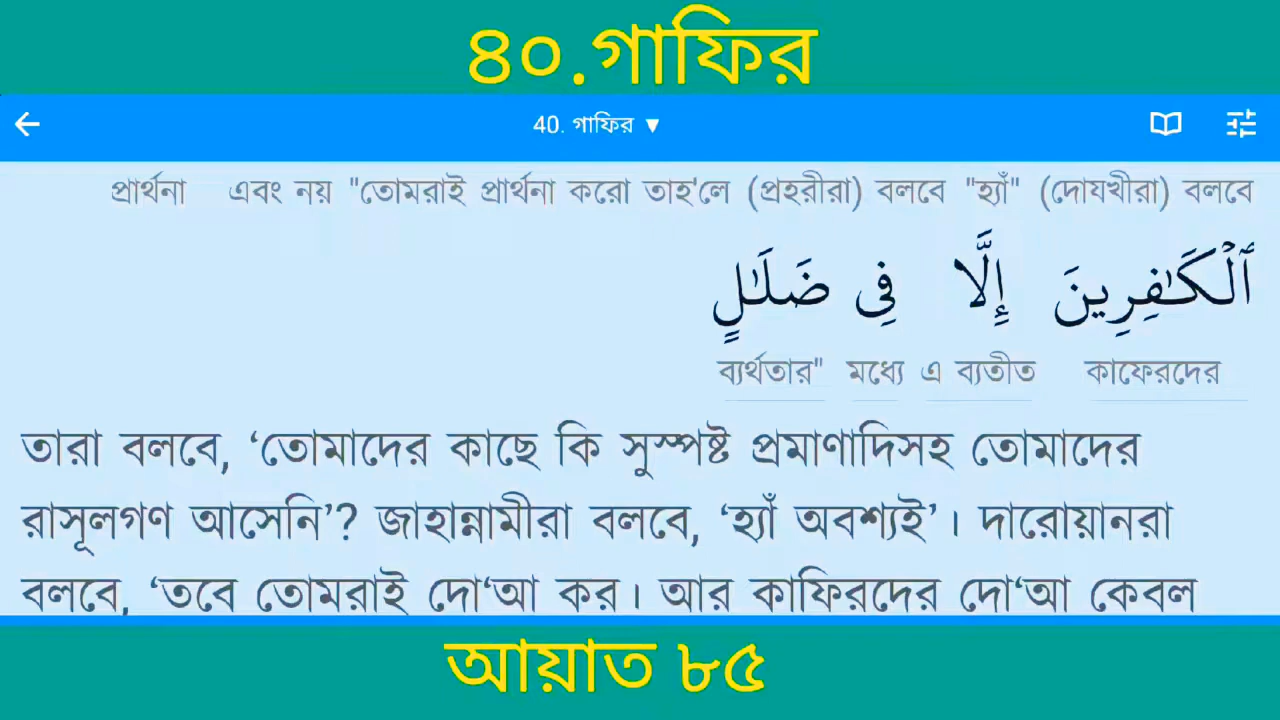 ৪০.গাফির
40. গাফির ▼
প্রার্থনা এবং নয় "তোমরাই প্রার্থনা করো তাহ'লে (প্রহরীরা) বলবে "হ্যাঁ" (দোযখীরা) বলবে
ٱلْكَـٰفِرِينَ إِلَّا فِى ضَلَـٰلٍ
ব্যর্থতার" মধ্যে এ ব্যতীত কাফেরদের
তারা বলবে, ‘তোমাদের কাছে কি সুস্পষ্ট প্রমাণাদিসহ তোমাদের
রাসূলগণ আসেনি’? জাহান্নামীরা বলবে, ‘হ্যাঁ অবশ্যই’। দারোয়ানরা
বলবে, ‘তবে তোমরাই দো‘আ কর। আর কাফিরদের দো‘আ কেবল
আয়াত ৮৫